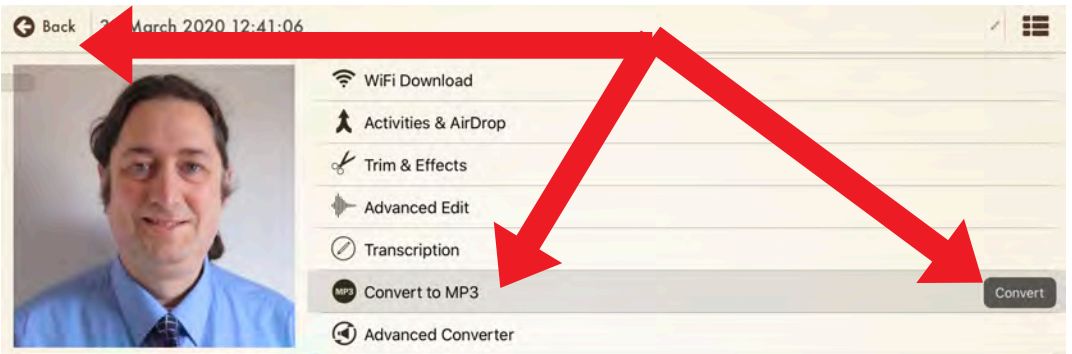 Back
March 2020 12:41:06
WiFi Download
Activities & AirDrop
Trim & Effects
Advanced Edit
Transcription
MP3 Convert to MP3 Convert
Advanced Converter